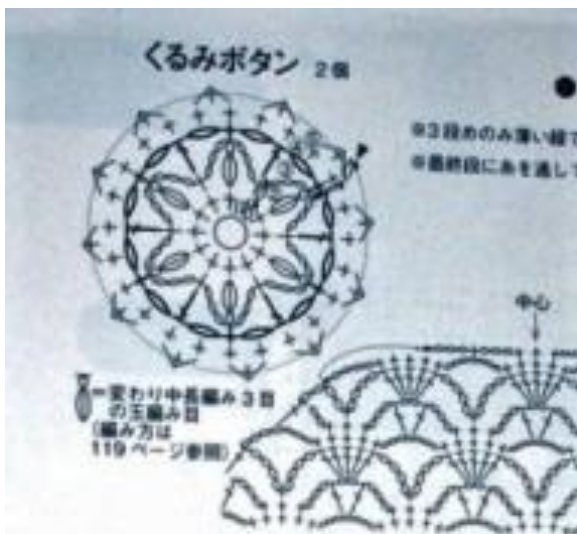 くるみボタン 2個
※3段めのみ薄い緑で
※最終段に糸を通して
中心
=変わり中長編み3目
の玉編み目
(編み方は
119ページ参照)